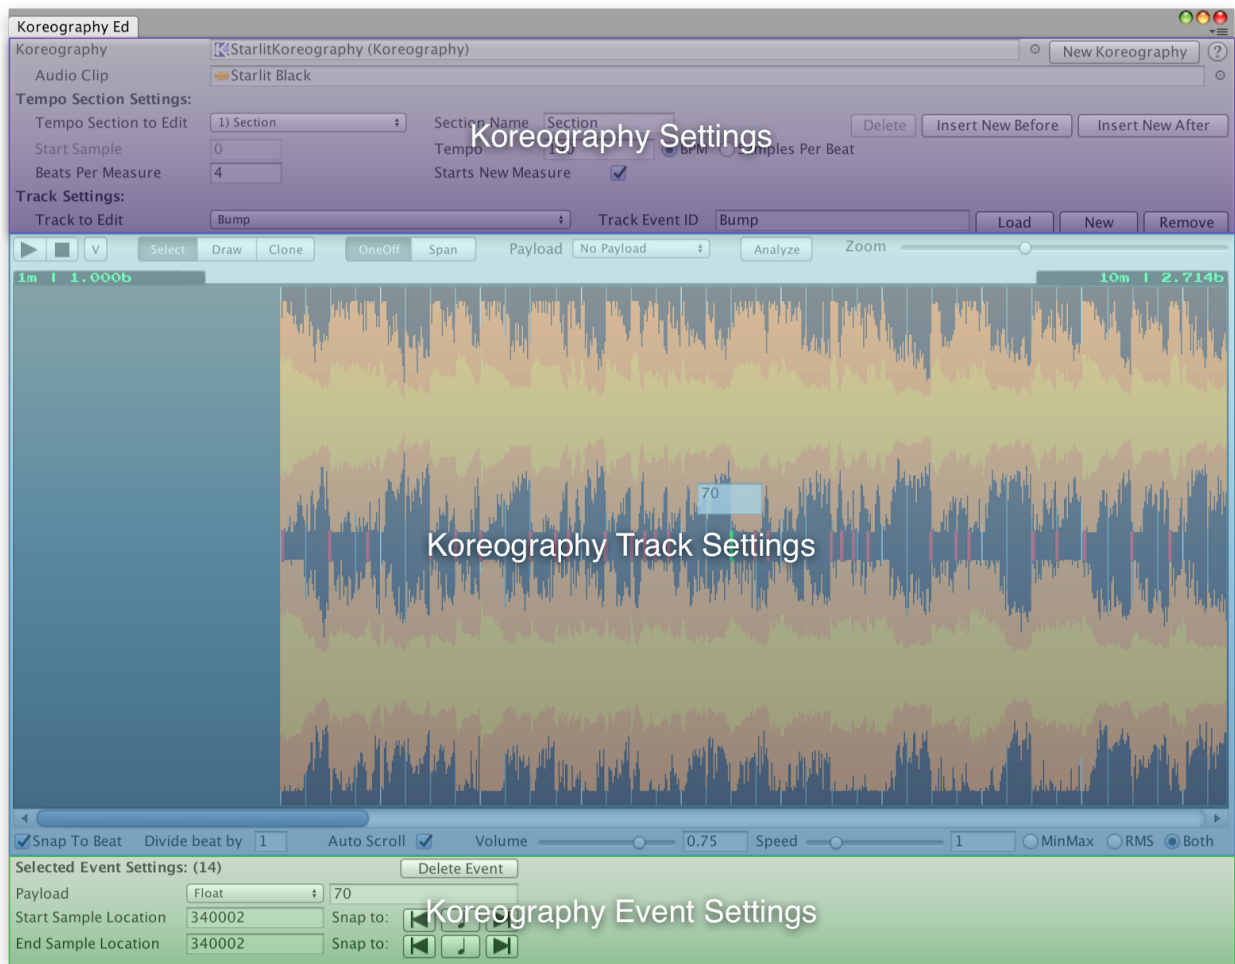 Koreography Ed
Koreography StarlitKoreography (Koreography) New Koreography ?
Audio Clip Starlit Black
Tempo Section Settings:
Tempo Section to Edit 1) Section Section Name Section Delete Insert New Before Insert New After
Koreography Settings
Start Sample 0 Tempo BPM Samples Per Beat
Beats Per Measure 4 Starts New Measure
Track Settings:
Track to Edit Bump Track Event ID Bump Load New Remove
V Select Draw Clone OneOff Span Payload No Payload Analyze Zoom
1m | 1.000b 10m | 2.714b
70
Koreography Track Settings
Snap To Beat Divide beat by 1 Auto Scroll Volume 0.75 Speed 1 MinMax RMS Both
Selected Event Settings: (14) Delete Event
Payload Float 70
Start Sample Location 340002 Snap to:
Koreography Event Settings
End Sample Location 340002 Snap to: